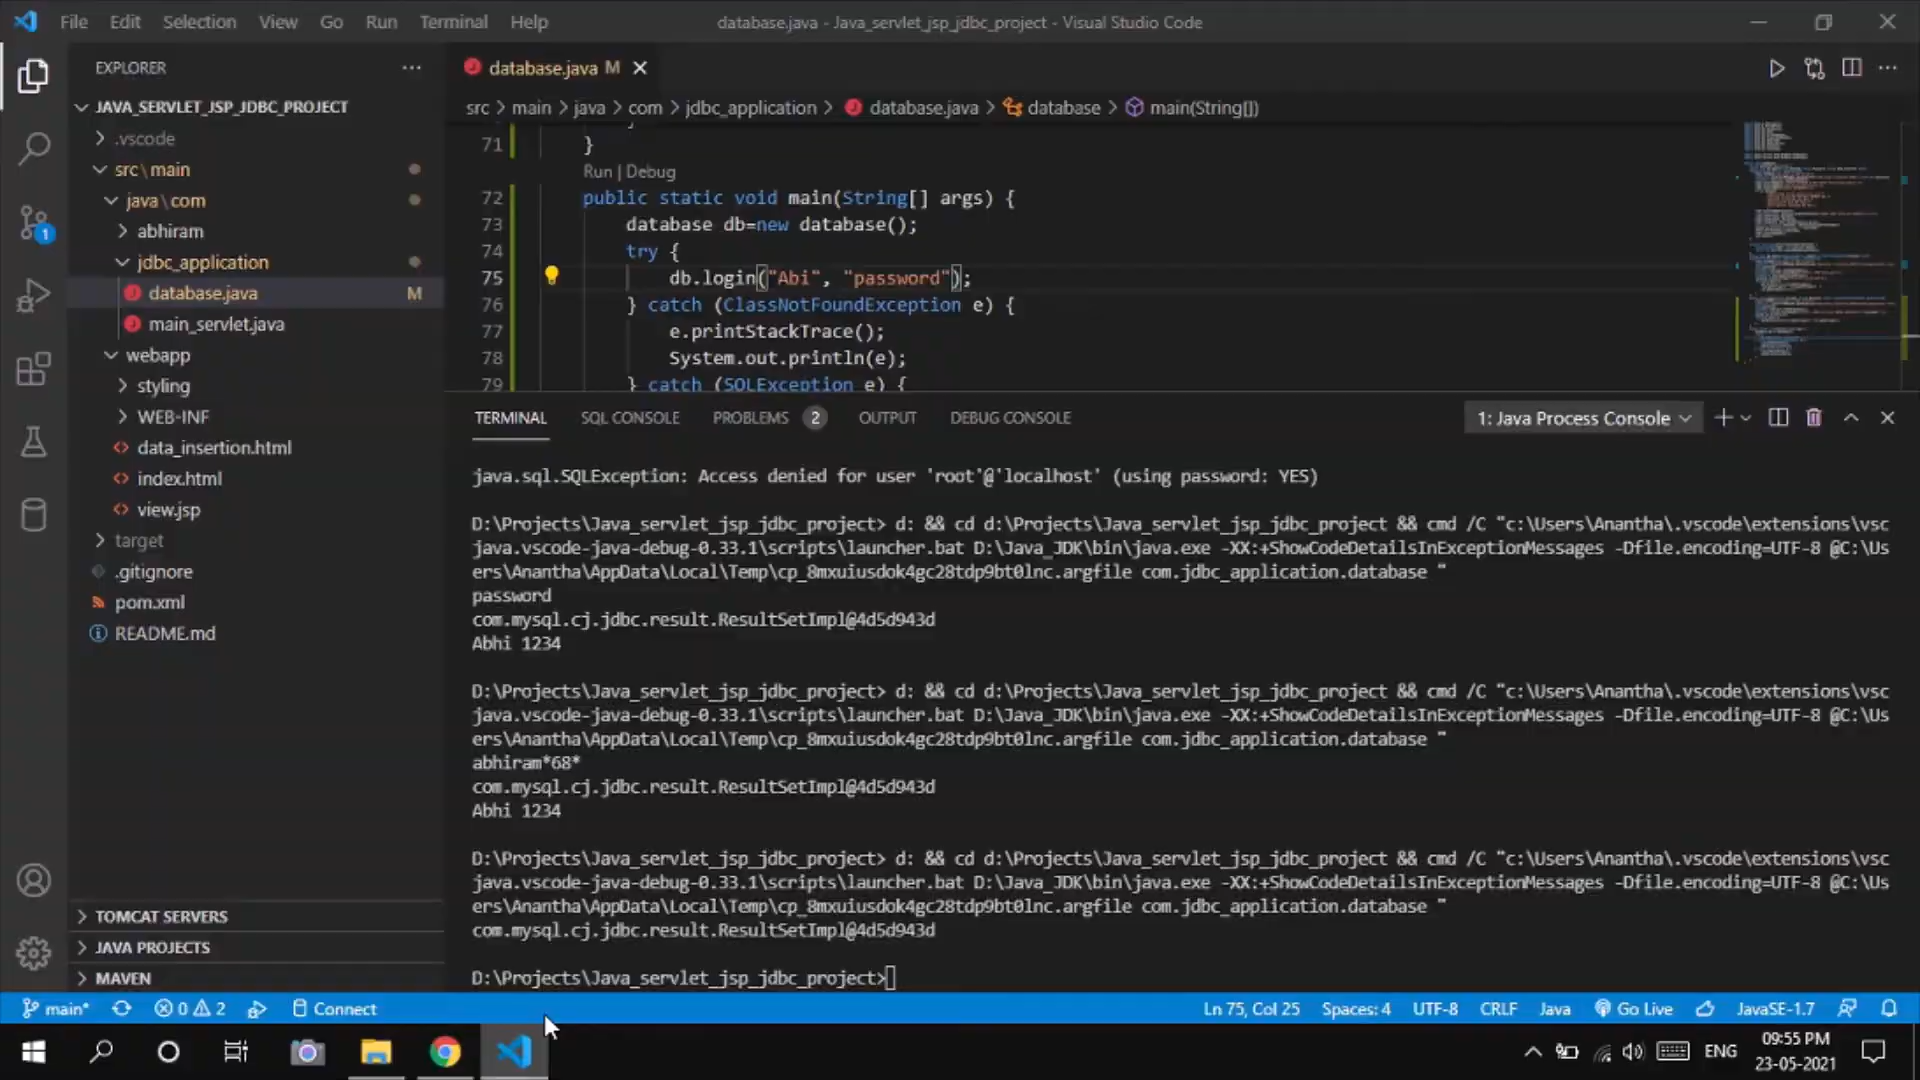 File Edit Selection View Go Run Terminal Help
database.java - Java_servlet_jsp_jdbc_project - Visual Studio Code
EXPLORER
JAVA_SERVLET_JSP_JDBC_PROJECT
.vscode
src\main
java\com
abhiram
jdbc_application
database.java M
main_servlet.java
webapp
styling
WEB-INF
data_insertion.html
index.html
view.jsp
target
.gitignore
pom.xml
README.md
TOMCAT SERVERS
JAVA PROJECTS
MAVEN
1
database.java M
src > main > java > com > jdbc_application > database.java > database > main(String[])
71 }
Run | Debug
72 public static void main(String[] args) {
73 database db=new database();
74 try {
75 db.login("Abi", "password");
76 } catch (ClassNotFoundException e) {
77 e.printStackTrace();
78 System.out.println(e);
79 } catch (SQLException e) {
TERMINAL SQL CONSOLE PROBLEMS 2 OUTPUT DEBUG CONSOLE
1: Java Process Console
java.sql.SQLException: Access denied for user 'root'@'localhost' (using password: YES)
D:\Projects\Java_servlet_jsp_jdbc_project> d: && cd d:\Projects\Java_servlet_jsp_jdbc_project && cmd /C "c:\Users\Anantha\.vscode\extensions\vsc
java.vscode-java-debug-0.33.1\scripts\launcher.bat D:\Java_JDK\bin\java.exe -XX:+ShowCodeDetailsInExceptionMessages -Dfile.encoding=UTF-8 @C:\Us
ers\Anantha\AppData\Local\Temp\cp_8mxuiusdok4gc28tdp9bt0lnc.argfile com.jdbc_application.database "
password
com.mysql.cj.jdbc.result.ResultSetImpl@4d5d943d
Abhi 1234
D:\Projects\Java_servlet_jsp_jdbc_project> d: && cd d:\Projects\Java_servlet_jsp_jdbc_project && cmd /C "c:\Users\Anantha\.vscode\extensions\vsc
java.vscode-java-debug-0.33.1\scripts\launcher.bat D:\Java_JDK\bin\java.exe -XX:+ShowCodeDetailsInExceptionMessages -Dfile.encoding=UTF-8 @C:\Us
ers\Anantha\AppData\Local\Temp\cp_8mxuiusdok4gc28tdp9bt0lnc.argfile com.jdbc_application.database "
abhiram*68*
com.mysql.cj.jdbc.result.ResultSetImpl@4d5d943d
Abhi 1234
D:\Projects\Java_servlet_jsp_jdbc_project> d: && cd d:\Projects\Java_servlet_jsp_jdbc_project && cmd /C "c:\Users\Anantha\.vscode\extensions\vsc
java.vscode-java-debug-0.33.1\scripts\launcher.bat D:\Java_JDK\bin\java.exe -XX:+ShowCodeDetailsInExceptionMessages -Dfile.encoding=UTF-8 @C:\Us
ers\Anantha\AppData\Local\Temp\cp_8mxuiusdok4gc28tdp9bt0lnc.argfile com.jdbc_application.database "
com.mysql.cj.jdbc.result.ResultSetImpl@4d5d943d
D:\Projects\Java_servlet_jsp_jdbc_project>
main* 0 2 Connect
Ln 75, Col 25 Spaces: 4 UTF-8 CRLF Java Go Live JavaSE-1.7
ENG
09:55 PM
23-05-2021